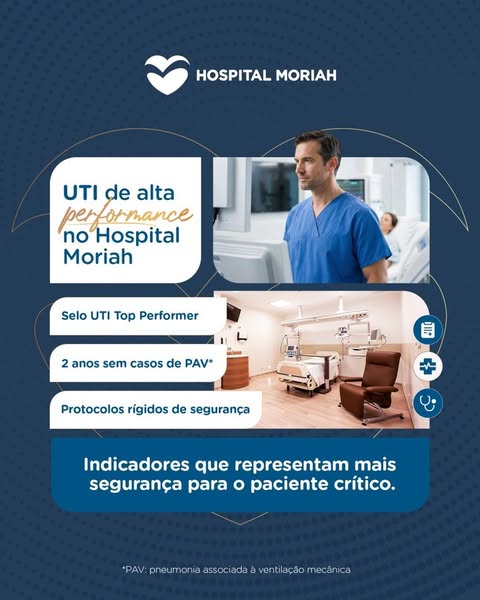 HOSPITAL MORIAH
UTI de alta
performance
no Hospital
Moriah
Selo UTI Top Performer
2 anos sem casos de PAV*
Protocolos rígidos de segurança
Indicadores que representam mais
segurança para o paciente crítico.
*PAV: pneumonia associada à ventilação mecânica